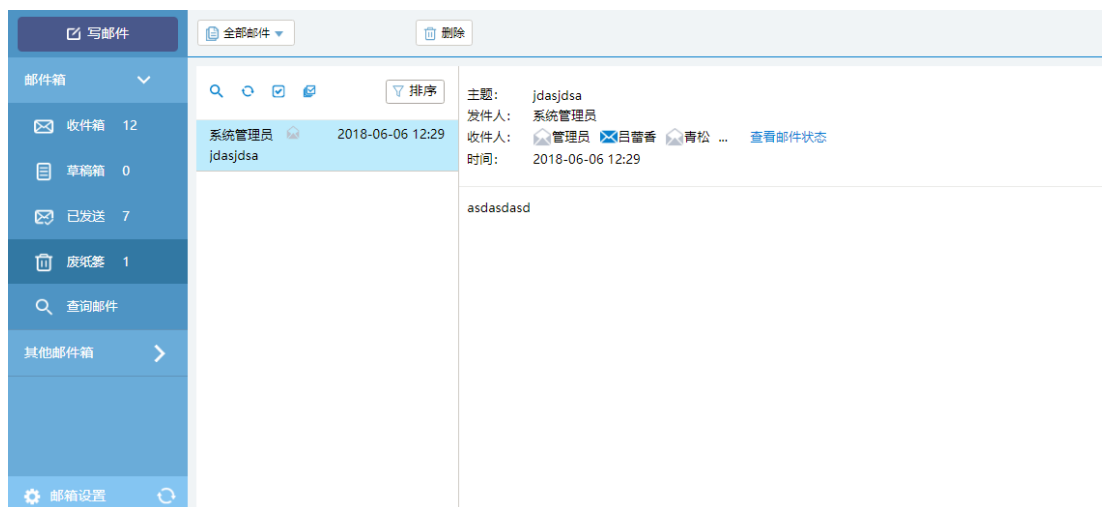 写邮件
全部邮件
删除
邮件箱
收件箱 12
草稿箱 0
已发送 7
废纸篓 1
查询邮件
其他邮件箱
邮箱设置
排序
系统管理员 2018-06-06 12:29
jdasjdsa
主题: jdasjdsa
发件人: 系统管理员
收件人: 管理员 吕蕾香 青松 ... 查看邮件状态
时间: 2018-06-06 12:29
asdasdasd